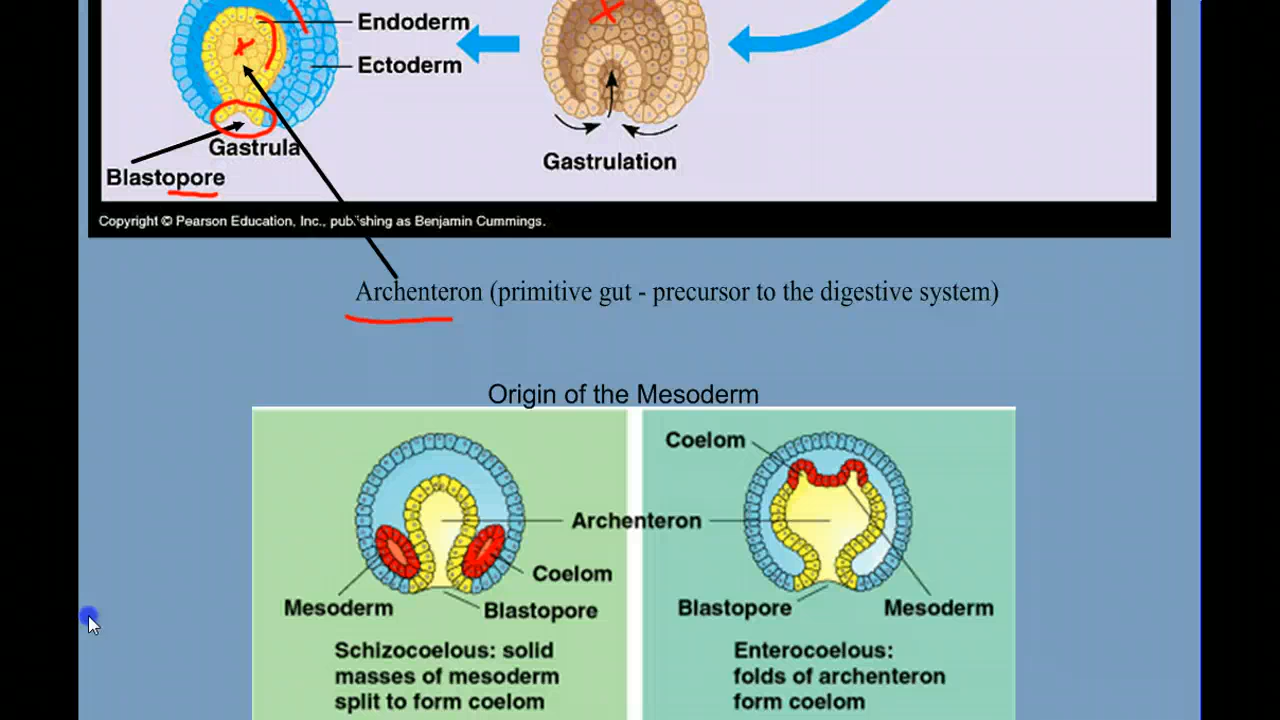 Endoderm
Ectoderm
Gastrula
Blastopore
Gastrulation
Copyright © Pearson Education, Inc., publishing as Benjamin Cummings.
Archenteron (primitive gut - precursor to the digestive system)
Origin of the Mesoderm
Coelom
Archenteron
Coelom
Mesoderm
Blastopore
Blastopore
Mesoderm
Schizocoelous: solid
masses of mesoderm
split to form coelom
Enterocoelous:
folds of archenteron
form coelom